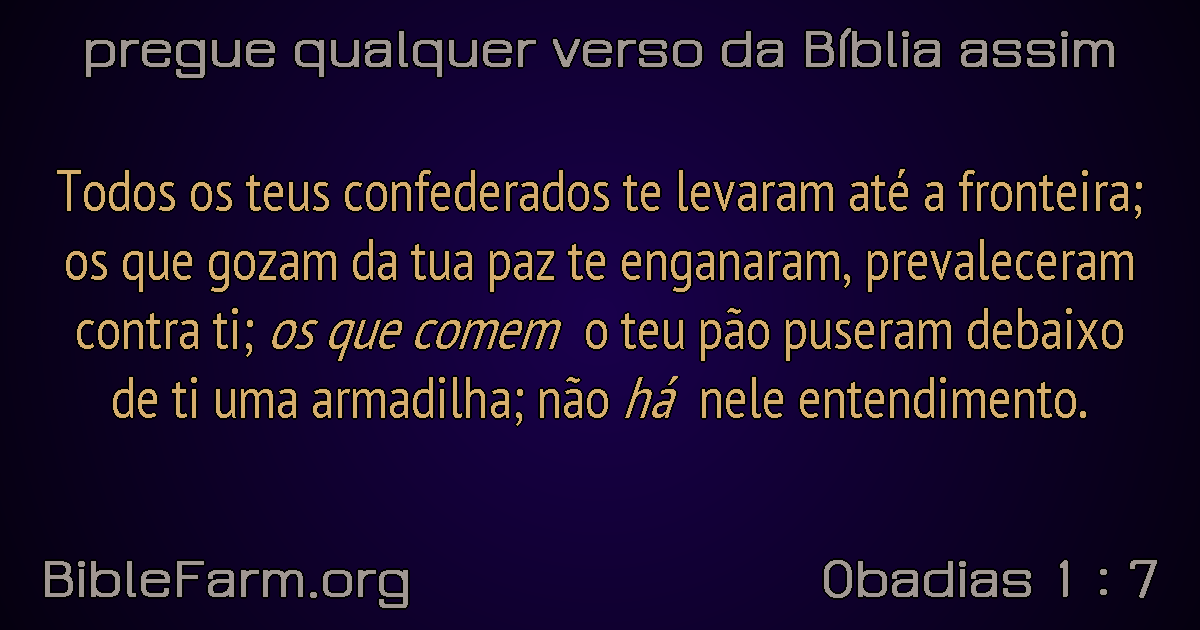 pregue qualquer verso da Bíblia assim
Todos os teus confederados te levaram até a fronteira;
os que gozam da tua paz te enganaram, prevaleceram
contra ti; os que comem o teu pão puseram debaixo
de ti uma armadilha; não há nele entendimento.
BibleFarm.org
Obadias 1 : 7